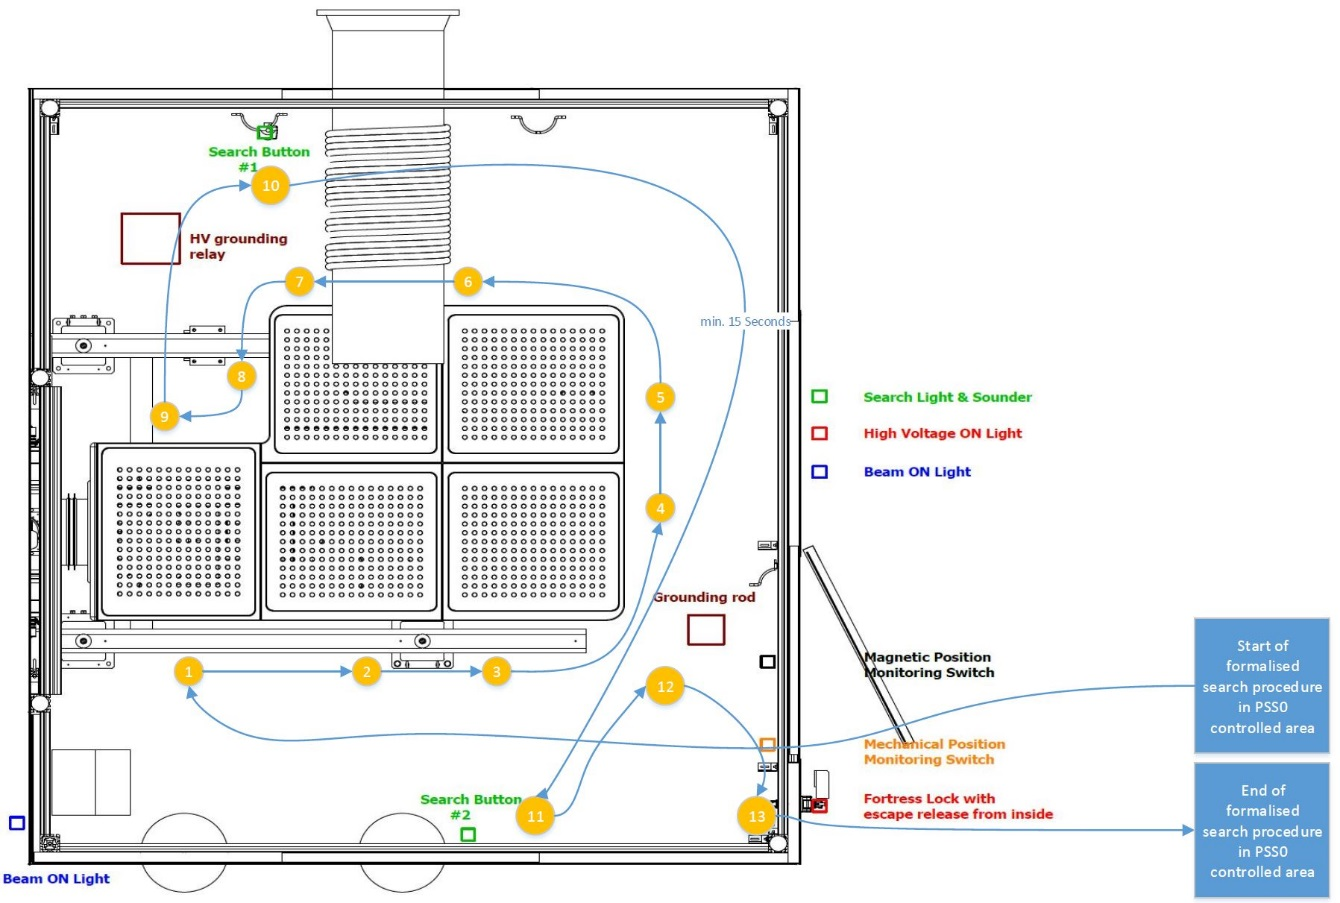 Search Button
#1
10
HV grounding
relay
7
6
min. 15 Seconds
8
5
9
Search Light & Sounder
High Voltage ON Light
Beam ON Light
4
Grounding rod
1
2
3
12
Magnetic Position
Monitoring Switch
Start of
formalised
search procedure
in PSS0
controlled area
Mechanical Position
Monitoring Switch
Search Button
#2
11
13
Fortress Lock with
escape release from inside
End of
formalised
search procedure
in PSS0
controlled area
Beam ON Light